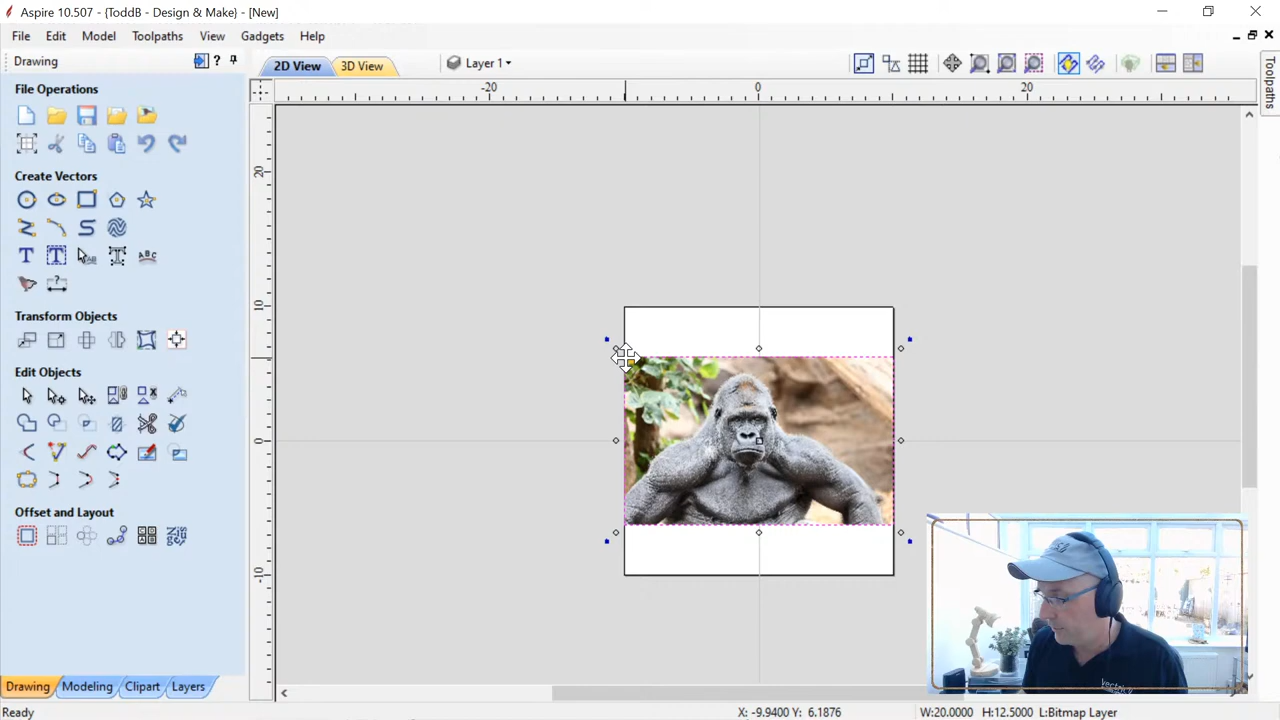 Aspire 10.507 - {ToddB - Design & Make} - [New]
File Edit Model Toolpaths View Gadgets Help
Drawing
2D View 3D View Layer 1
Toolpaths
-20 0 20
20
10
0
-10
File Operations
Create Vectors
Transform Objects
Edit Objects
Offset and Layout
Drawing Modeling Clipart Layers
Ready
X: -9.9400 Y: 6.1876
W:20.0000 H:12.5000 L:Bitmap Layer